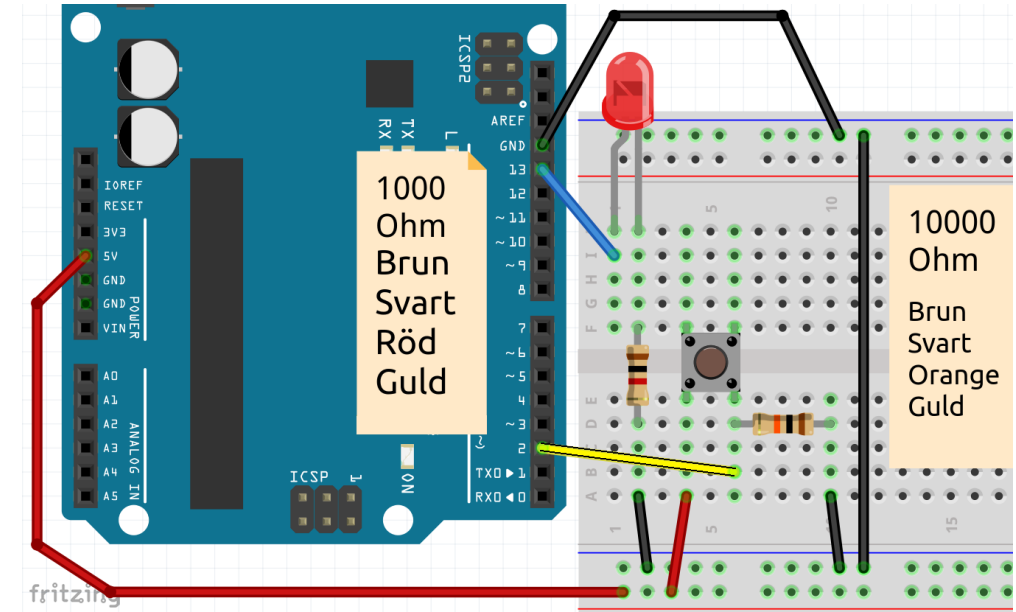 ICSP2
AREF
GND
13
12
~11
~10
~9
8
7
~6
~5
4
~3
2
TX0▶1
RX0◀0
RX
TX
L
IOREF
RESET
3V3
5V
GND
GND
VIN
POWER
A0
A1
A2
A3
A4
A5
ANALOG IN
1000
Ohm
Brun
Svart
Röd
Guld
ICSP
1
ON
5
10
I
H
G
F
E
D
B
A
1
5
15
10000
Ohm
Brun
Svart
Orange
Guld
fritzing